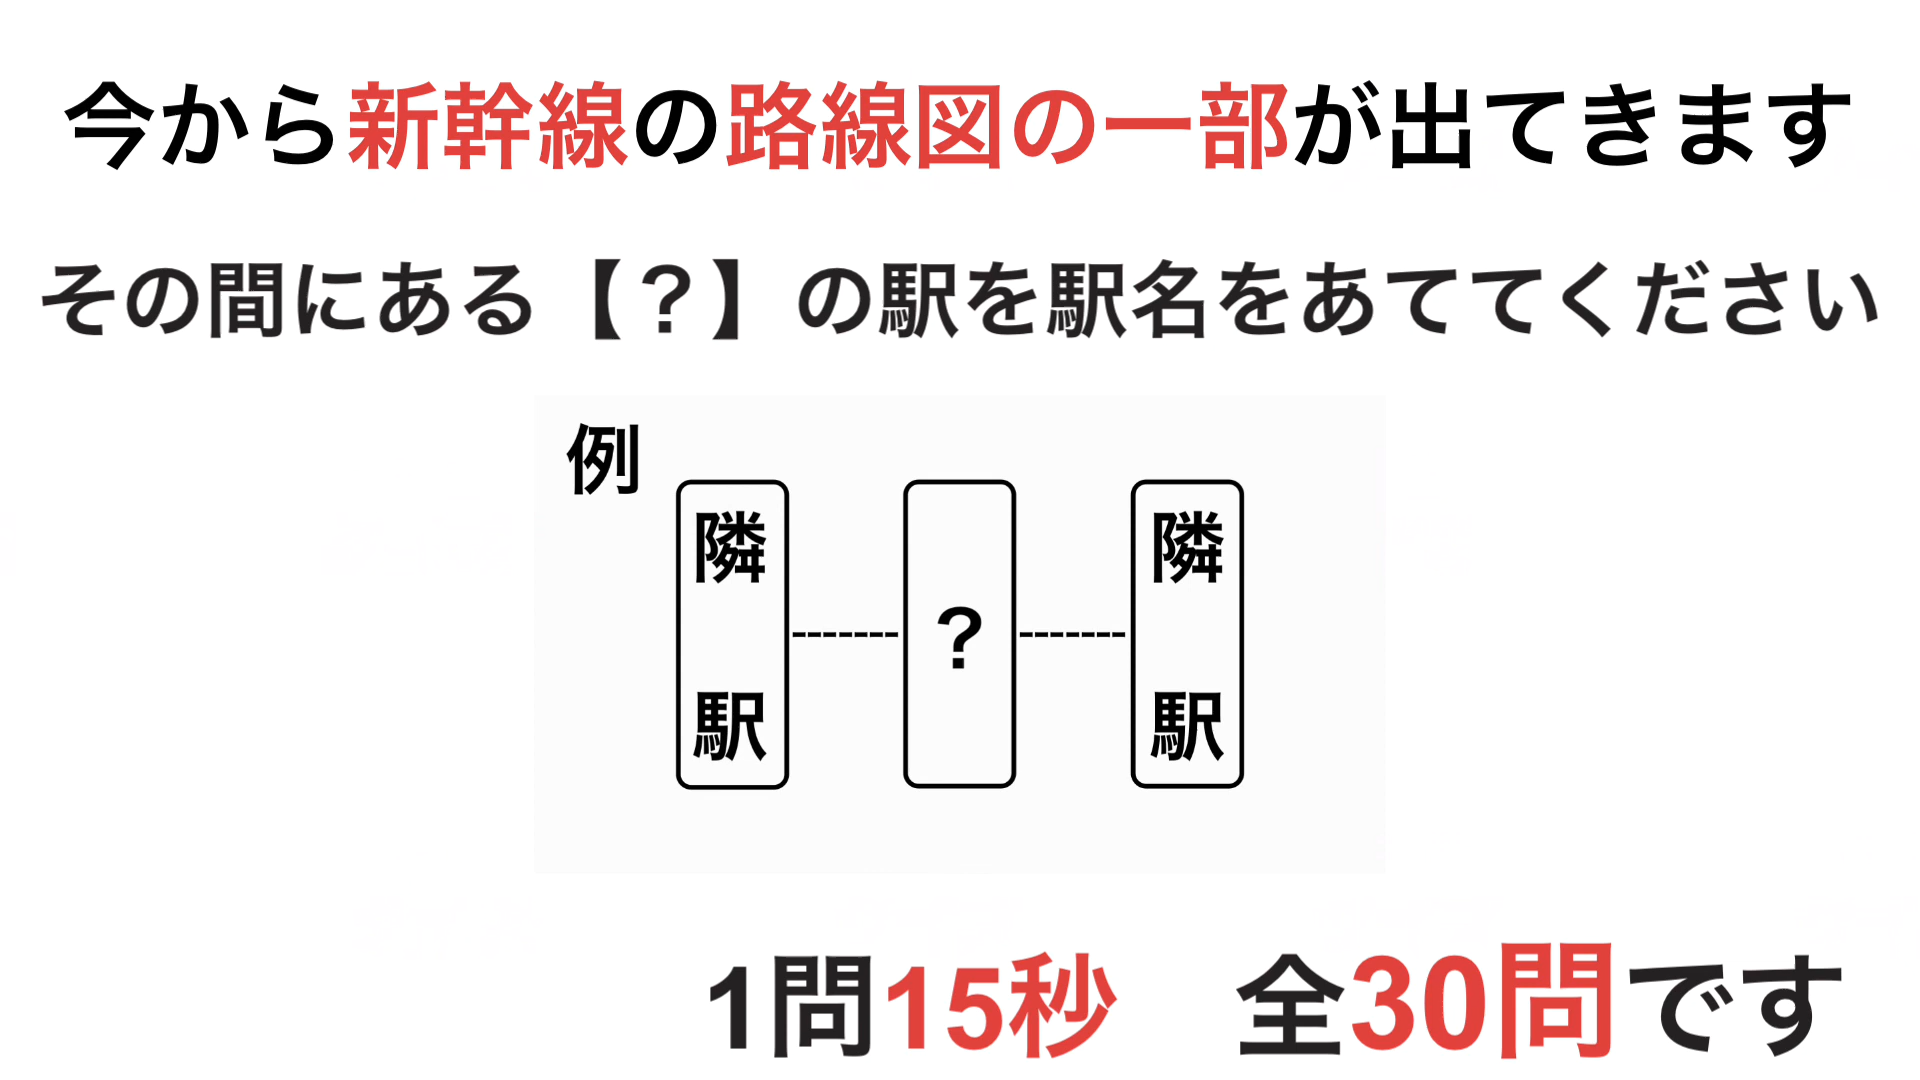 今から新幹線の路線図の一部が出てきます
その間にある【？】の駅を駅名をあててください
例
隣駅
？
隣駅
1問15秒　全30問です